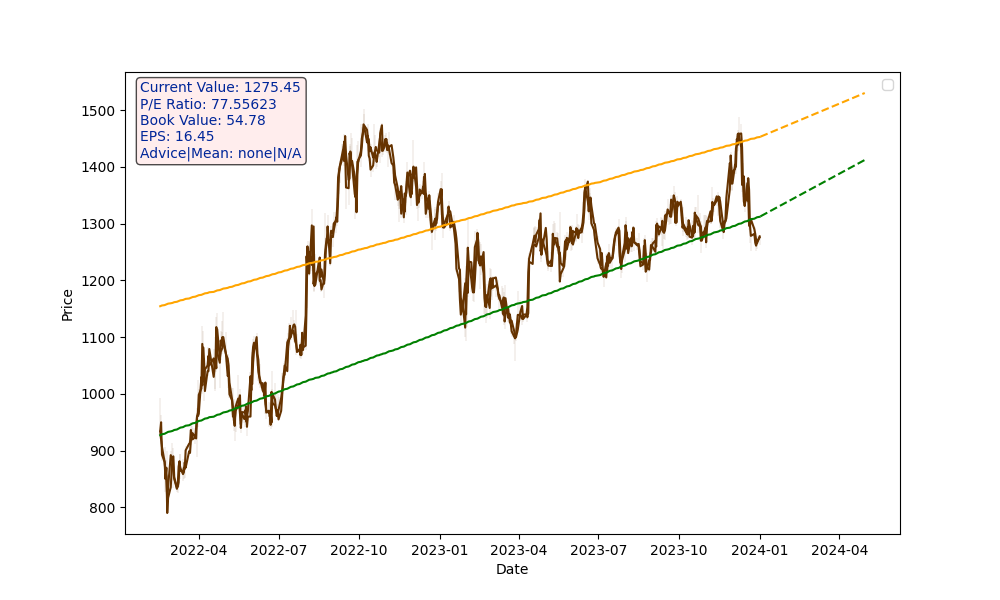 Current Value: 1275.45
P/E Ratio: 77.55623
Book Value: 54.78
EPS: 16.45
Advice|Mean: none|N/A
Price
1500
1400
1300
1200
1100
1000
900
800
2022-04 2022-07 2022-10 2023-01 2023-04 2023-07 2023-10 2024-01 2024-04
Date